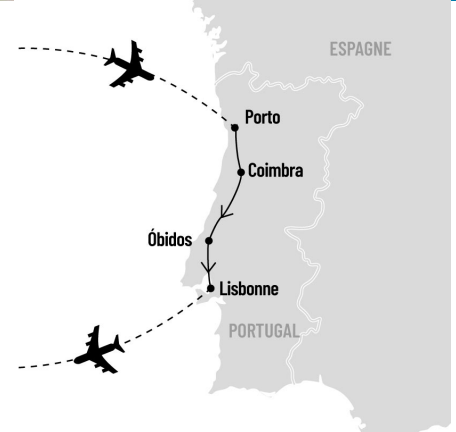 ESPAGNE
Porto
Coimbra
Óbidos
Lisbonne
PORTUGAL